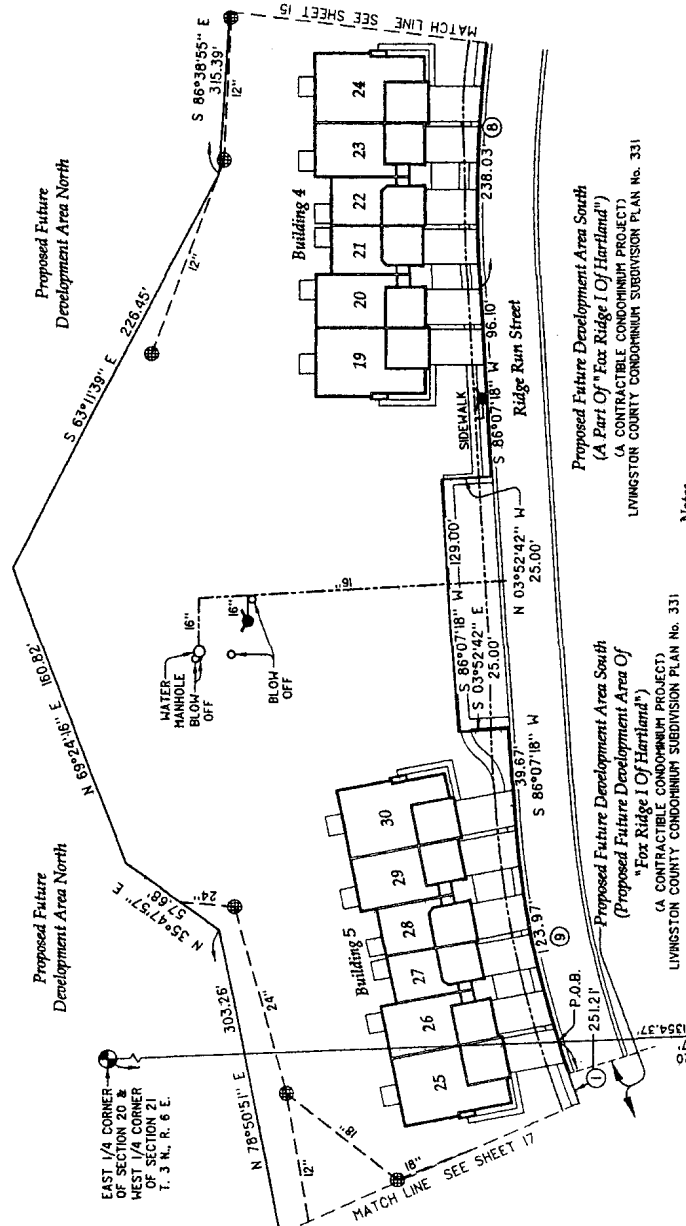 Proposed Future
Development Area North
S 86°38'55" E
315.39'
12"
MATCH LINE SEE SHEET 15
12"
S 63°11'39" E 226.45'
N 69°24'16" E 160.82'
Proposed Future
Development Area North
N 35°47'57" E
57.68'
24"
24"
303.26'
N 78°50'51" E
12"
18"
18"
MATCH LINE SEE SHEET 17
EAST 1/4 CORNER
OF SECTION 20 &
WEST 1/4 CORNER
OF SECTION 21
T. 3 N., R. 6 E.
WATER
MANHOLE
BLOW
OFF
16"
16"
BLOW
OFF
16"
Building 4
19
20
21
22
23
24
Building 5
25
26
27
28
29
30
SIDEWALK
Ridge Run Street
238.03'
8
96.10'
S 86°07'18" W
N 03°52'42" W
25.00'
S 86°07'18" W 129.00'
S 03°52'42" E
25.00'
39.67'
S 86°07'18" W
123.97'
9
P.O.B.
251.21'
1
1354.37'
Proposed Future Development Area South
(A Part Of "Fox Ridge I Of Hartland")
(A CONTRACTIBLE CONDOMINIUM PROJECT)
LIVINGSTON COUNTY CONDOMINIUM SUBDIVISION PLAN No. 331
Proposed Future Development Area South
(Proposed Future Development Area Of
"Fox Ridge I Of Hartland")
(A CONTRACTIBLE CONDOMINIUM PROJECT)
LIVINGSTON COUNTY CONDOMINIUM SUBDIVISION PLAN No. 331